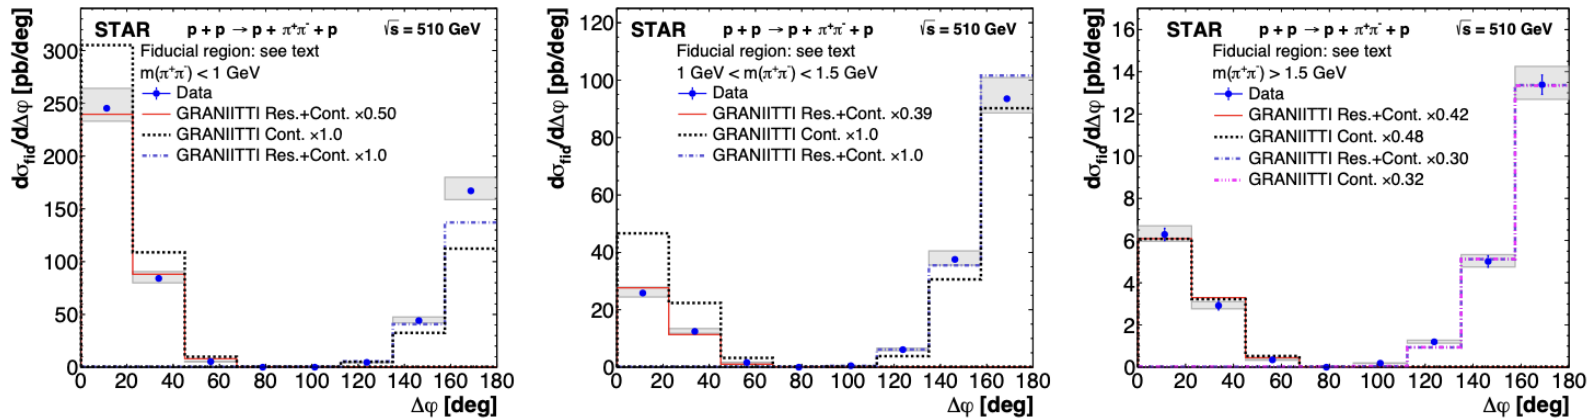 STAR p + p → p + π⁺π⁻ + p √s = 510 GeV
Fiducial region: see text
m(π⁺π⁻) < 1 GeV
Data
GRANIITTI Res.+Cont. ×0.50
GRANIITTI Cont. ×1.0
GRANIITTI Res.+Cont. ×1.0
dσfid/dΔφ [pb/deg]
300
250
200
150
100
50
0
0 20 40 60 80 100 120 140 160 180
Δφ [deg]
STAR p + p → p + π⁺π⁻ + p √s = 510 GeV
Fiducial region: see text
1 GeV < m(π⁺π⁻) < 1.5 GeV
Data
GRANIITTI Res.+Cont. ×0.39
GRANIITTI Cont. ×1.0
GRANIITTI Res.+Cont. ×1.0
dσfid/dΔφ [pb/deg]
120
100
80
60
40
20
0
0 20 40 60 80 100 120 140 160 180
Δφ [deg]
STAR p + p → p + π⁺π⁻ + p √s = 510 GeV
Fiducial region: see text
m(π⁺π⁻) > 1.5 GeV
Data
GRANIITTI Res.+Cont. ×0.42
GRANIITTI Cont. ×0.48
GRANIITTI Res.+Cont. ×0.30
GRANIITTI Cont. ×0.32
dσfid/dΔφ [pb/deg]
16
14
12
10
8
6
4
2
0
0 20 40 60 80 100 120 140 160 180
Δφ [deg]